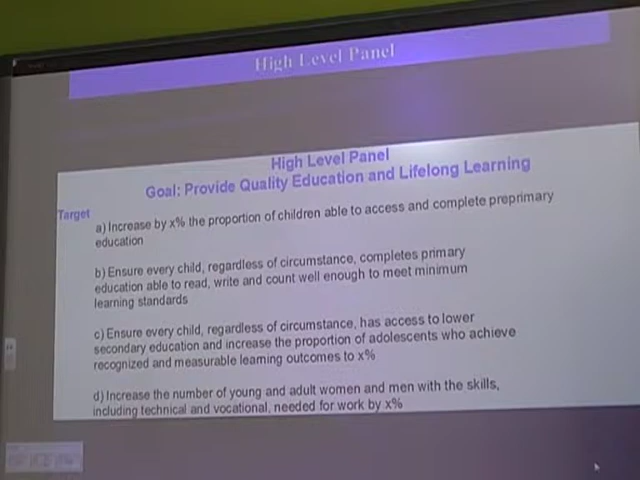 High Level Panel
High Level Panel
Goal: Provide Quality Education and Lifelong Learning
Target
a) Increase by x% the proportion of children able to access and complete preprimary
education
b) Ensure every child, regardless of circumstance, completes primary
education able to read, write and count well enough to meet minimum
learning standards
c) Ensure every child, regardless of circumstance, has access to lower
secondary education and increase the proportion of adolescents who achieve
recognized and measurable learning outcomes to x%
d) Increase the number of young and adult women and men with the skills,
including technical and vocational, needed for work by x%